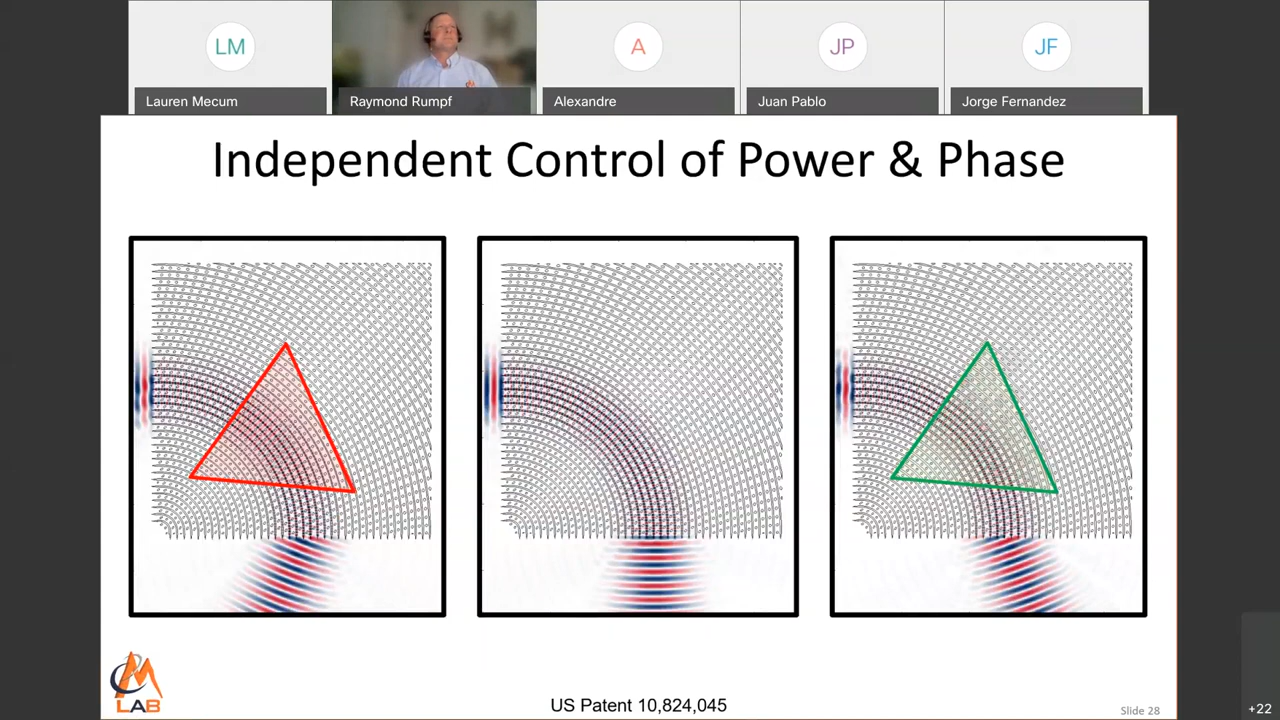 LM
A
JP
JF
Lauren Mecum
Raymond Rumpf
Alexandre
Juan Pablo
Jorge Fernandez
Independent Control of Power & Phase
EM
LAB
US Patent 10,824,045
Slide 28
+22